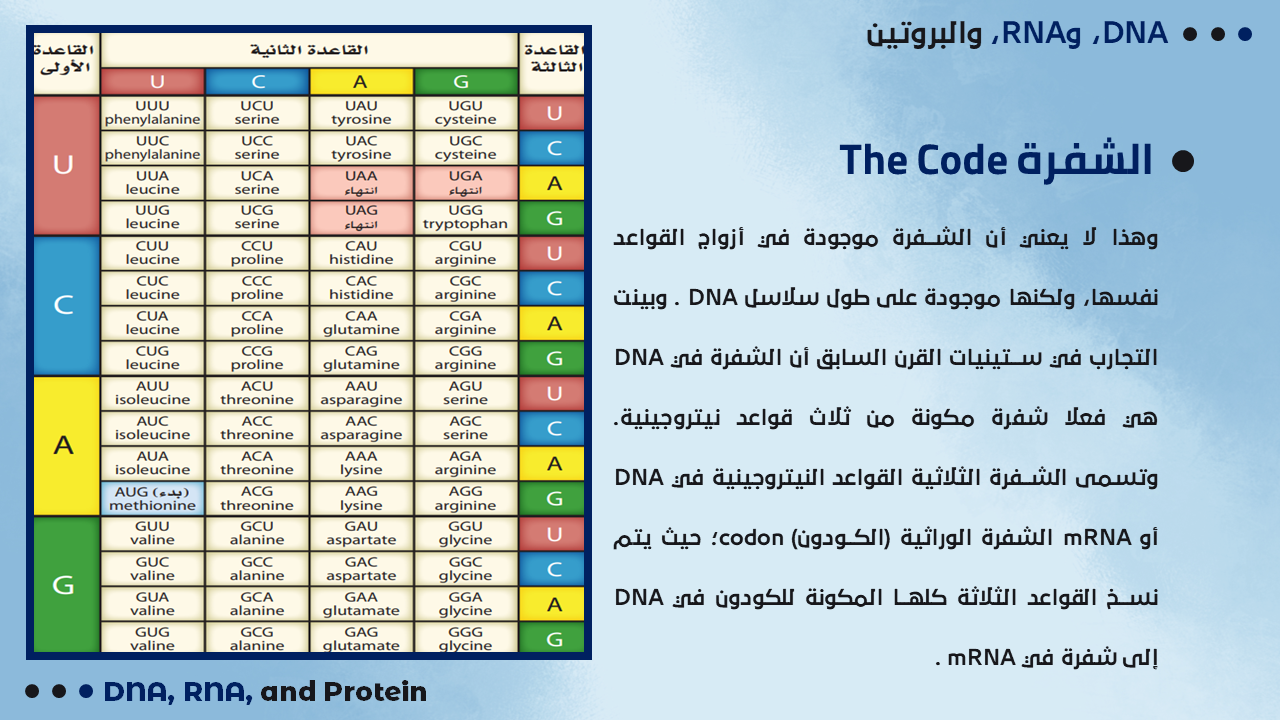 DNA، وRNA، والبروتين
الشفرة The Code
وهذا لا يعني أن الشفرة موجودة في أزواج القواعد
نفسها، ولكنها موجودة على طول سلاسل DNA . وبينت
التجارب في ستينيات القرن السابق أن الشفرة في DNA
هي فعلا شفرة مكونة من ثلاث قواعد نيتروجينية.
وتسمى الشفرة الثلاثية القواعد النيتروجينية في DNA
أو mRNA الشفرة الوراثية (الكودون) codon؛ حيث يتم
نسخ القواعد الثلاثة كلها المكونة للكودون في DNA
إلى شفرة في mRNA .
القاعدة الأولى القاعدة الثانية القاعدة الثالثة
U C A G
U
UUU UCU UAU UGU U
phenylalanine serine tyrosine cysteine
UUC UCC UAC UGC C
phenylalanine serine tyrosine cysteine
UUA UCA UAA UGA A
leucine serine انتهاء انتهاء
UUG UCG UAG UGG G
leucine serine انتهاء tryptophan
C
CUU CCU CAU CGU U
leucine proline histidine arginine
CUC CCC CAC CGC C
leucine proline histidine arginine
CUA CCA CAA CGA A
leucine proline glutamine arginine
CUG CCG CAG CGG G
leucine proline glutamine arginine
A
AUU ACU AAU AGU U
isoleucine threonine asparagine serine
AUC ACC AAC AGC C
isoleucine threonine asparagine serine
AUA ACA AAA AGA A
isoleucine threonine lysine arginine
AUG (بدء) ACG AAG AGG G
methionine threonine lysine arginine
G
GUU GCU GAU GGU U
valine alanine aspartate glycine
GUC GCC GAC GGC C
valine alanine aspartate glycine
GUA GCA GAA GGA A
valine alanine glutamate glycine
GUG GCG GAG GGG G
valine alanine glutamate glycine
DNA, RNA, and Protein